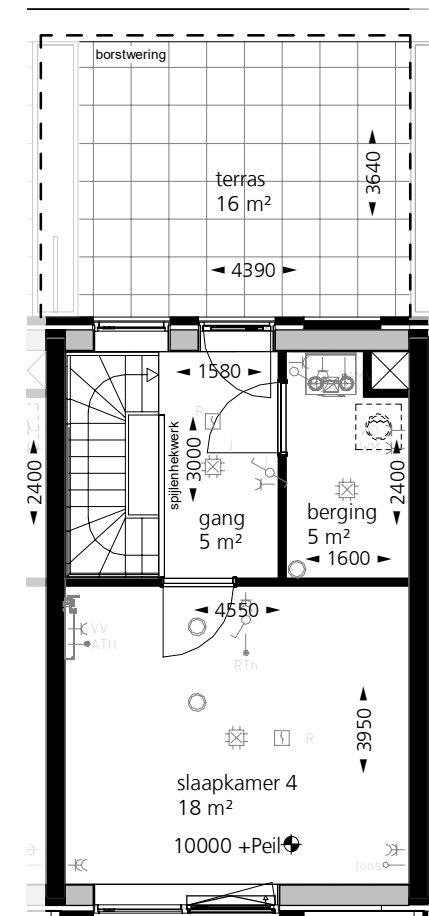 borstwering
terras
16 m²
3640
4390
1580
R
spijlenhekwerk
3000
2400
2400
gang
5 m²
berging
5 m²
1600
4550
VV
ATH
RTh
3950
R
slaapkamer 4
18 m²
10000 +Peil
loos